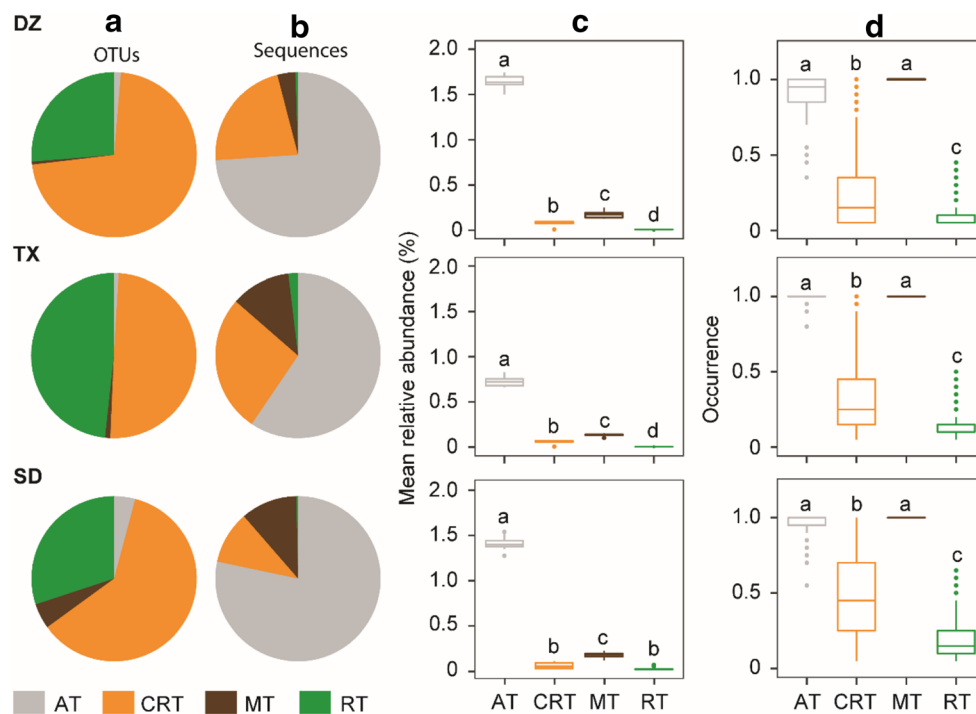 a b c d
DZ OTUs Sequences
TX
SD
AT CRT MT RT
Mean relative abundance (%)
2.0
1.5
1.0
0.5
0
a b c d
2.0
1.5
1.0
0.5
0
a b c d
2.0
1.5
1.0
0.5
0
a b c b
AT CRT MT RT
Occurrence
1.0
0.5
0
a b a c
1.0
0.5
0
a b a c
1.0
0.5
0
a b a c
AT CRT MT RT